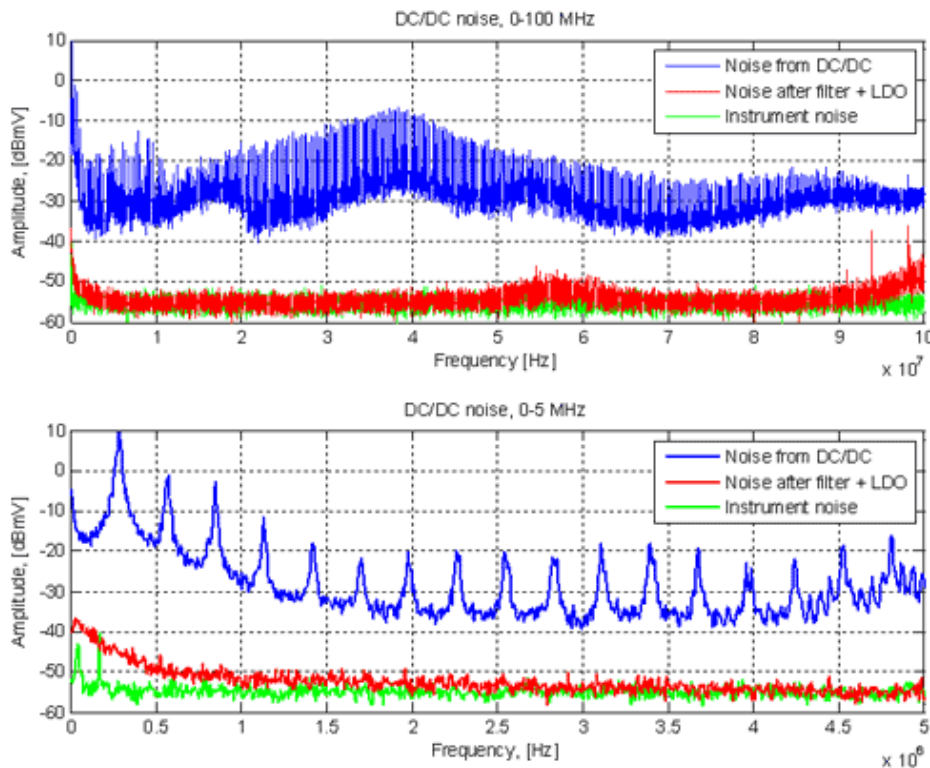 DC/DC noise, 0-100 MHz
Amplitude, [dBmV]
10
0
-10
-20
-30
-40
-50
-60
Noise from DC/DC
Noise after filter + LDO
Instrument noise
0 1 2 3 4 5 6 7 8 9 10
Frequency [Hz]
x 10^7
DC/DC noise, 0-5 MHz
Amplitude, [dBmV]
10
0
-10
-20
-30
-40
-50
-60
Noise from DC/DC
Noise after filter + LDO
Instrument noise
0 0.5 1 1.5 2 2.5 3 3.5 4 4.5 5
Frequency, [Hz]
x 10^6